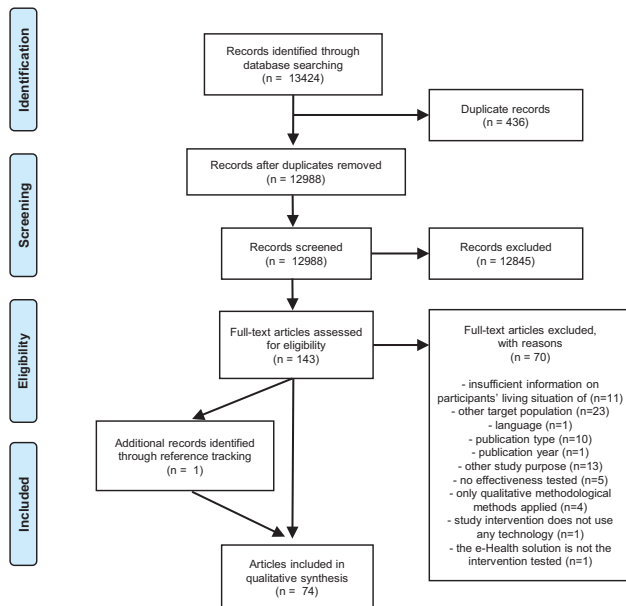 Identification
Records identified through
database searching
(n = 13424)
Duplicate records
(n = 436)
Records after duplicates removed
(n = 12988)
Screening
Records screened
(n = 12988)
Records excluded
(n = 12845)
Eligibility
Full-text articles assessed
for eligibility
(n = 143)
Full-text articles excluded,
with reasons
(n = 70)
- insufficient information on
participants' living situation of (n=11)
- other target population (n=23)
- language (n=1)
- publication type (n=10)
- publication year (n=1)
- other study purpose (n=13)
- no effectiveness tested (n=5)
- only qualitative methodological
methods applied (n=4)
- study intervention does not use
any technology (n=1)
- the e-Health solution is not the
intervention tested (n=1)
Included
Additional records identified
through reference tracking
(n = 1)
Articles included in
qualitative synthesis
(n = 74)